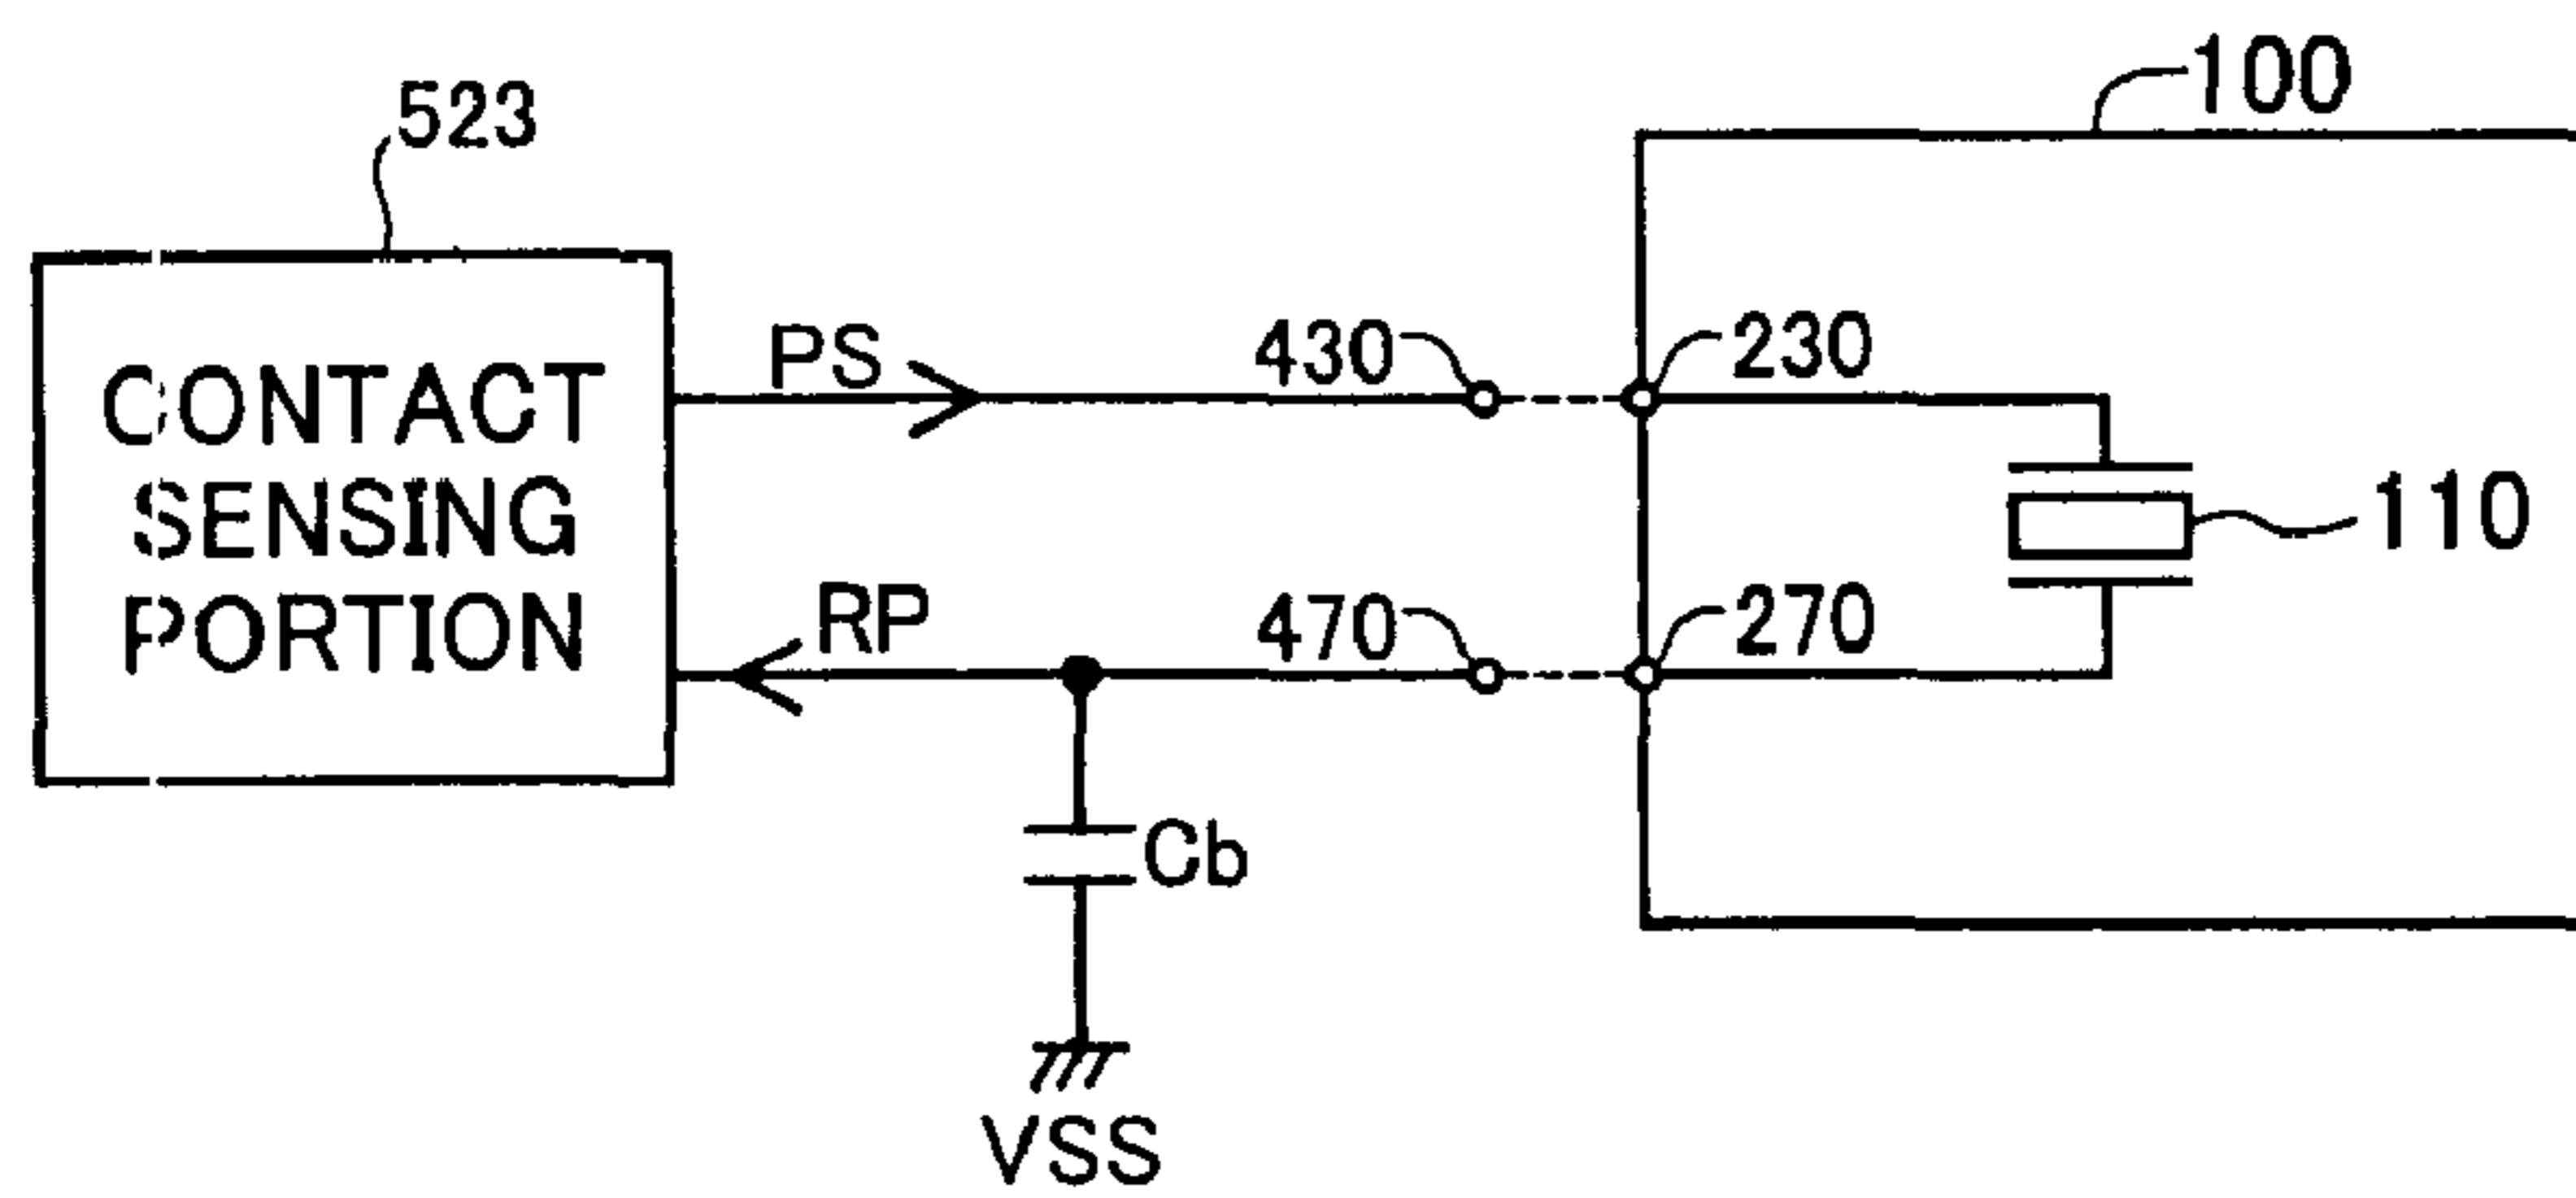 100
523
PS
430
230
CONTACT
SENSING
PORTION
110
RP
470
270
Cb
VSS